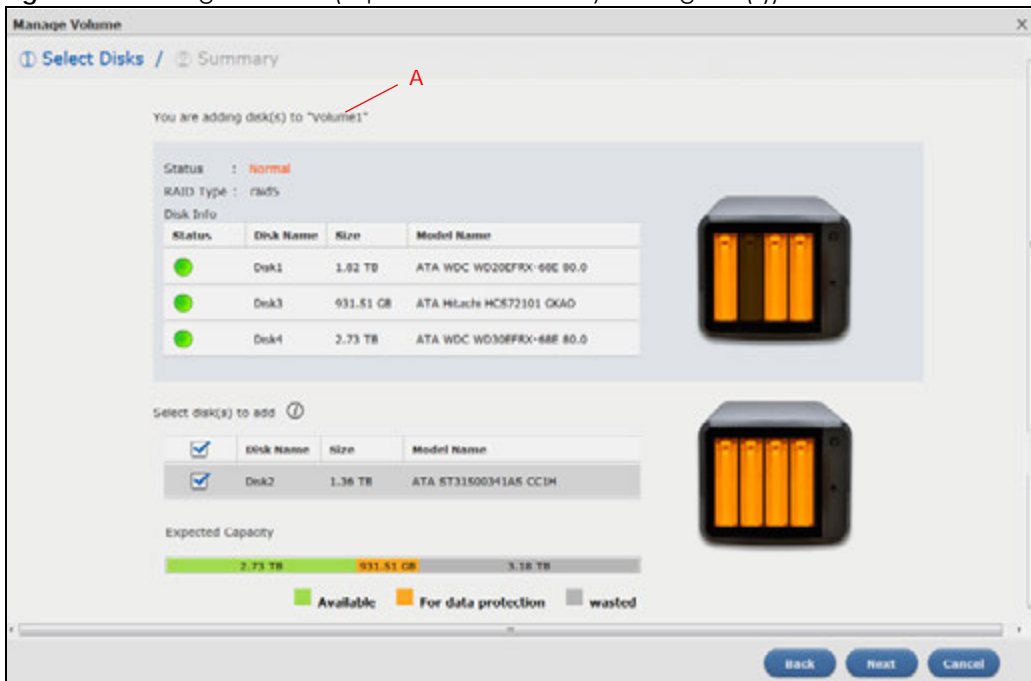 Manage Volume X
① Select Disks / ② Summary
A
You are adding disk(s) to "Volume1"
Status : Normal
RAID Type : raid5
Disk Info
Status Disk Name Size Model Name
Disk1 1.82 TB ATA WDC WD20EFRX-68E 80.0
Disk3 931.51 GB ATA Hitachi HCS72101 GKAO
Disk4 2.73 TB ATA WDC WD30EFRX-68E 80.0
Select disk(s) to add ⓘ
Disk Name Size Model Name
Disk2 1.36 TB ATA ST31500341AS CC1H
Expected Capacity
2.73 TB 931.51 GB 3.18 TB
Available For data protection wasted
Back Next Cancel